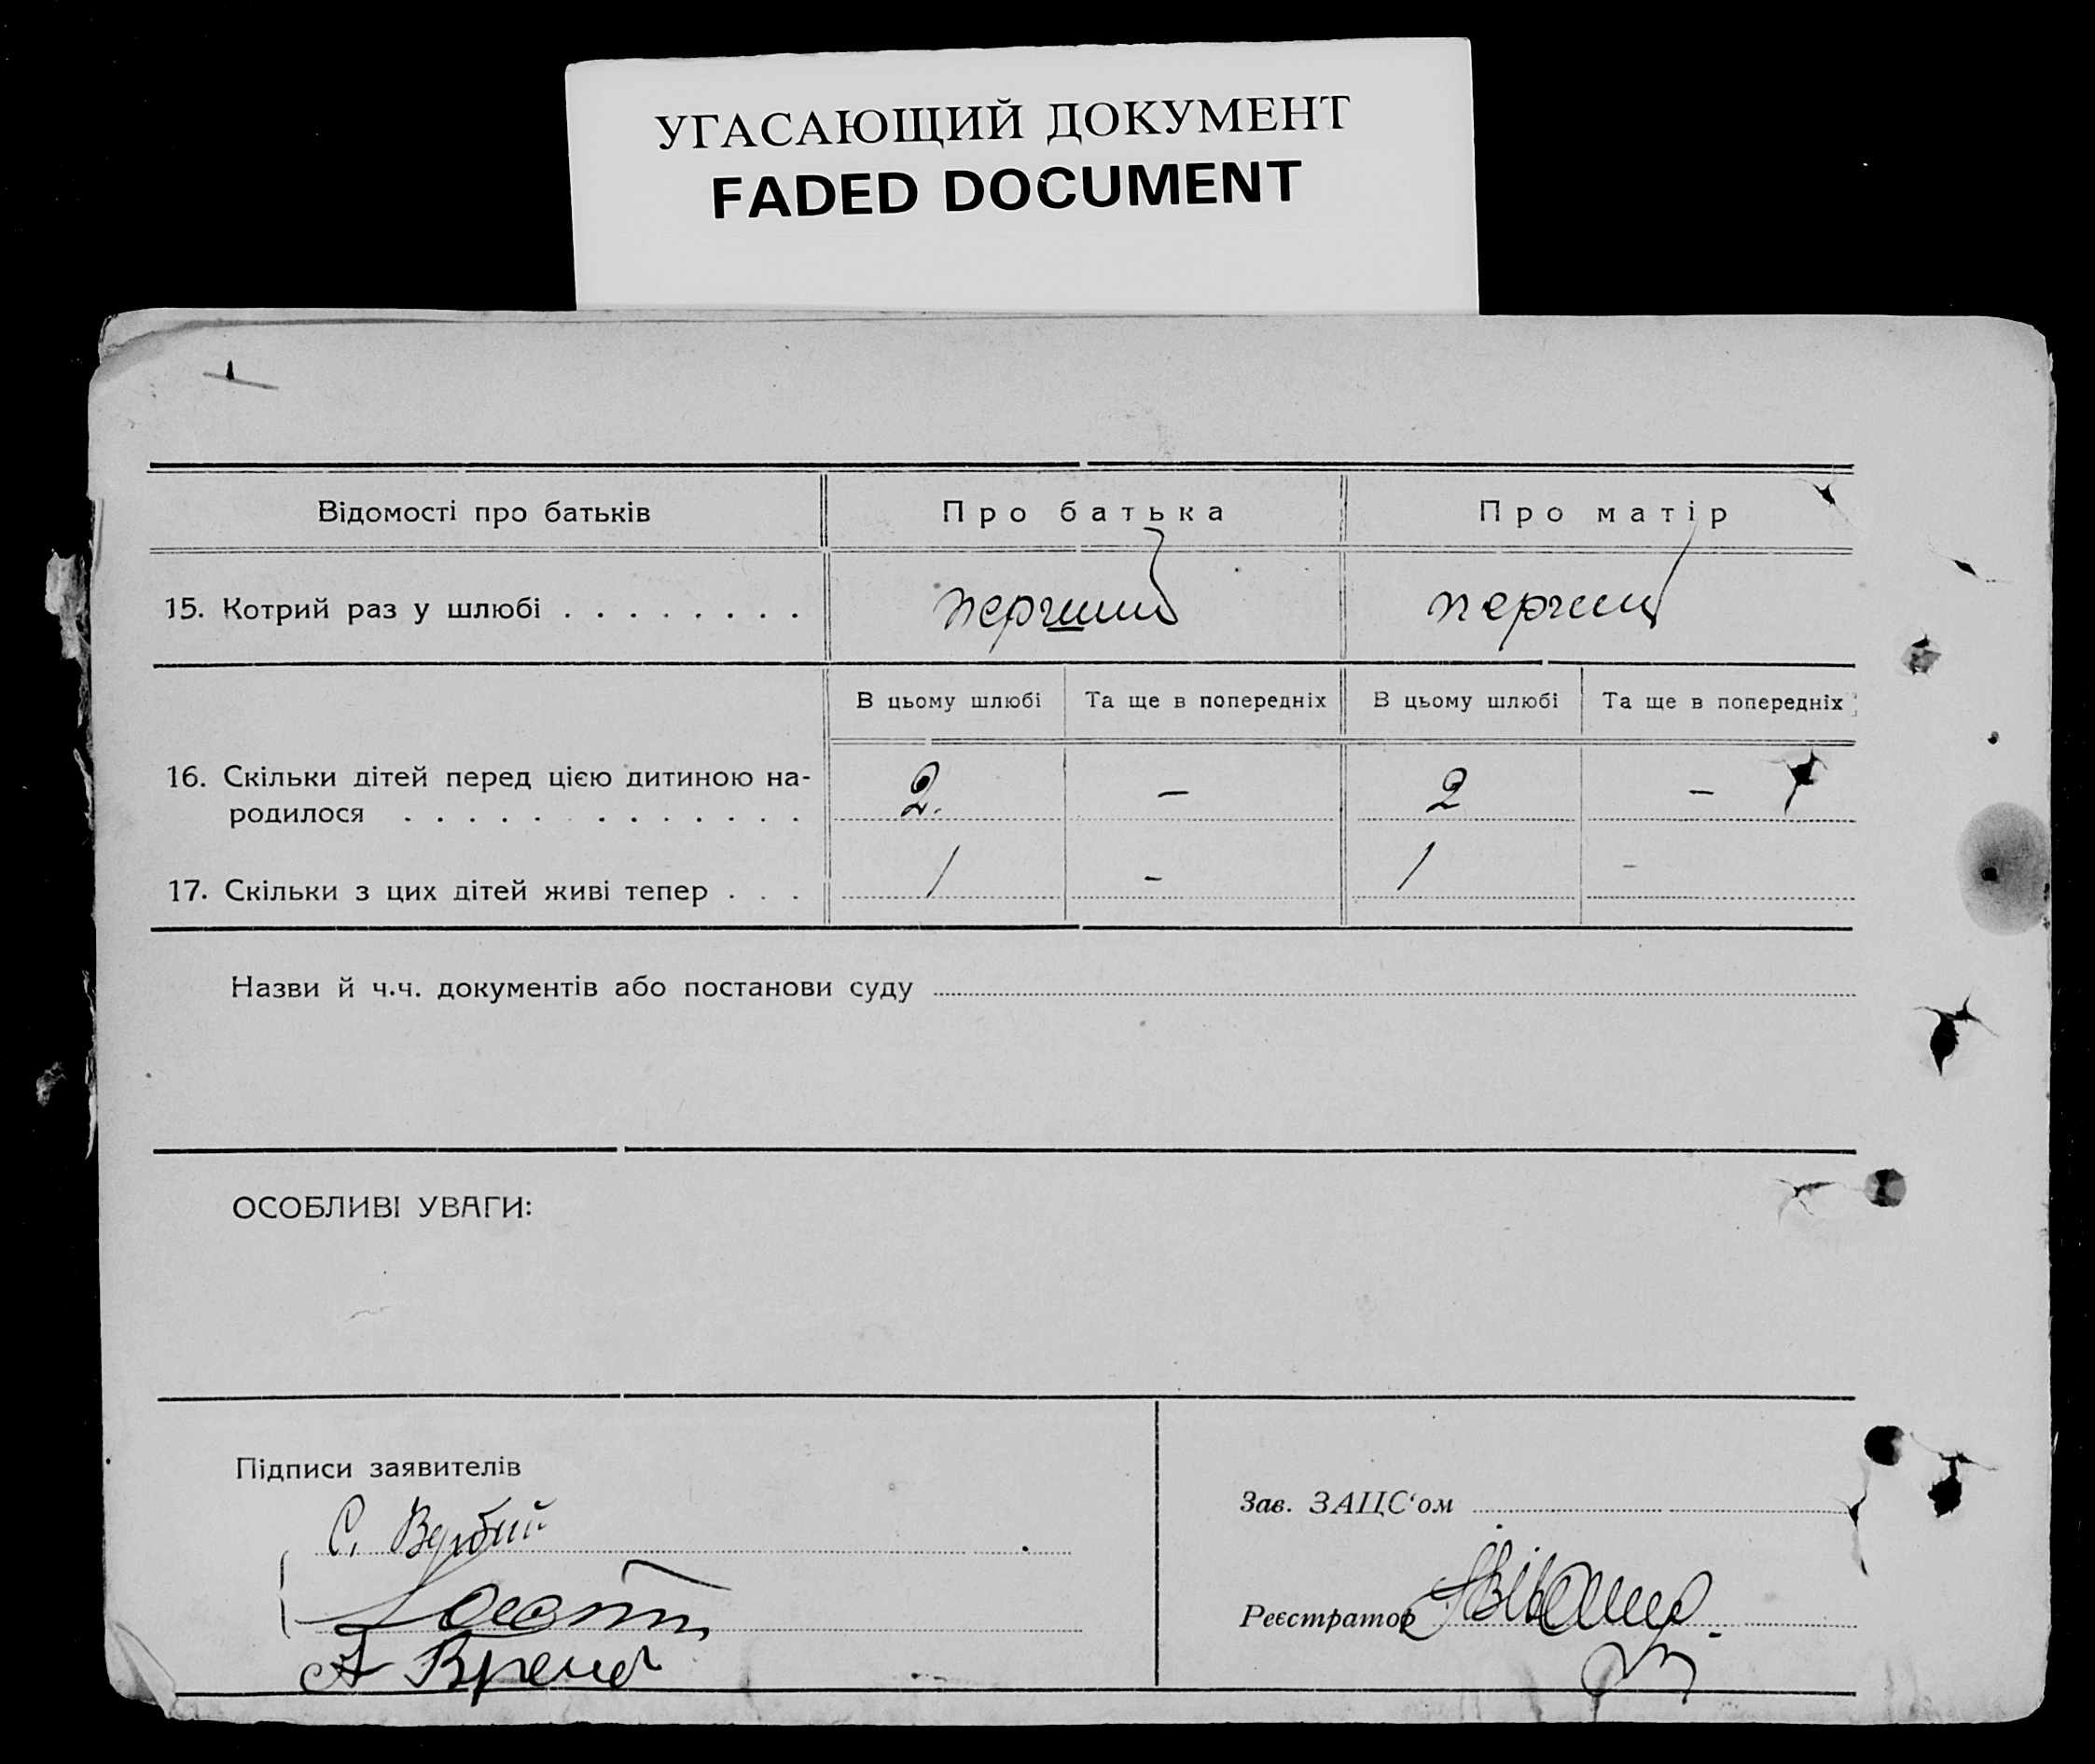 УГАСАЮЩИЙ ДОКУМЕНТ
FADED DOCUMENT
Відомості про батьків Про батька Про матір
15. Котрий раз у шлюбі . . . . . . . . перший перший
В цьому шлюбі Та ще в попередніх В цьому шлюбі Та ще в попередніх
16. Скільки дітей перед цією дитиною на-
родилося . . . . . . . . . . . . . 2. — 2 —
17. Скільки з цих дітей живі тепер . . . 1 - 1 -
Назви й ч.ч. документів або постанови суду
ОСОБЛИВІ УВАГИ:
Підписи заявителів
С.
Зав. ЗАЦС‘ом
А
Реєстратор